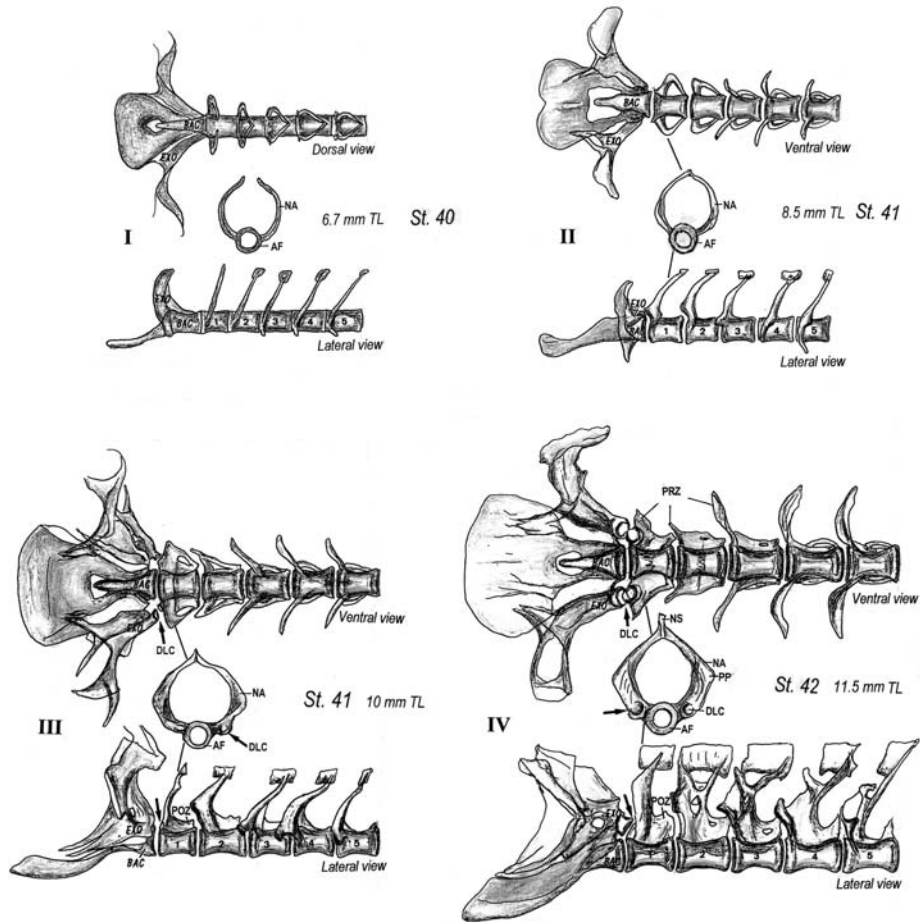 BAC
EXO
Dorsal view
NA
6.7 mm TL St. 40
I
AF
EXO
BAC 1 2 3 4 5
Lateral view
BAC
EXO
Ventral view
NA
8.5 mm TL St. 41
II
AF
EXO
BAC 1 2 3 4 5
Lateral view
BAC
EXO
Ventral view
DLC
NA
St. 41 10 mm TL
III
AF DLC
POZ
EXO
1 2 3 4 5
BAC
Lateral view
PRZ
EXO
Ventral view
DLC
NS
NA
PP
St. 42 11.5 mm TL
IV
DLC
AF
EXO POZ
BAC 1 2 3 4 5
Lateral view